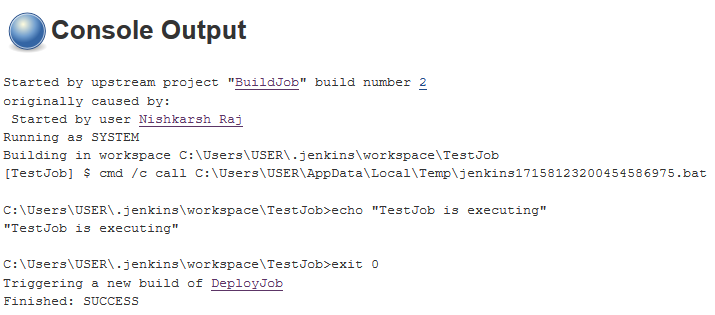 Console Output
Started by upstream project "BuildJob" build number 2
originally caused by:
Started by user Nishkarsh Raj
Running as SYSTEM
Building in workspace C:\Users\USER\.jenkins\workspace\TestJob
[TestJob] $ cmd /c call C:\Users\USER\AppData\Local\Temp\jenkins17158123200454586975.bat
C:\Users\USER\.jenkins\workspace\TestJob>echo "TestJob is executing"
"TestJob is executing"
C:\Users\USER\.jenkins\workspace\TestJob>exit 0
Triggering a new build of DeployJob
Finished: SUCCESS